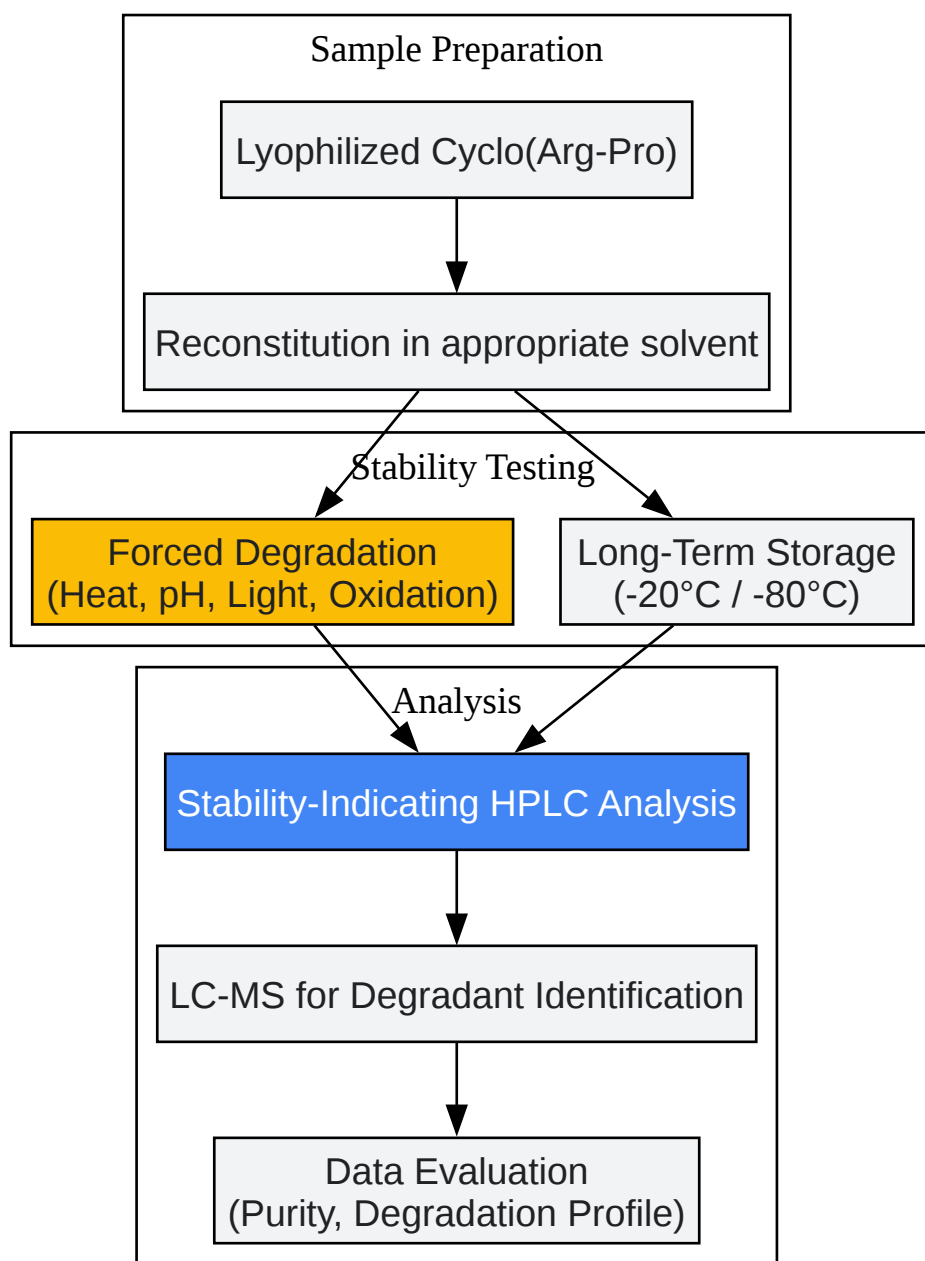 Sample Preparation
Lyophilized Cyclo(Arg-Pro)
Reconstitution in appropriate solvent
Stability Testing
Forced Degradation
(Heat, pH, Light, Oxidation)
Long-Term Storage
(-20°C / -80°C)
Analysis
Stability-Indicating HPLC Analysis
LC-MS for Degradant Identification
Data Evaluation
(Purity, Degradation Profile)